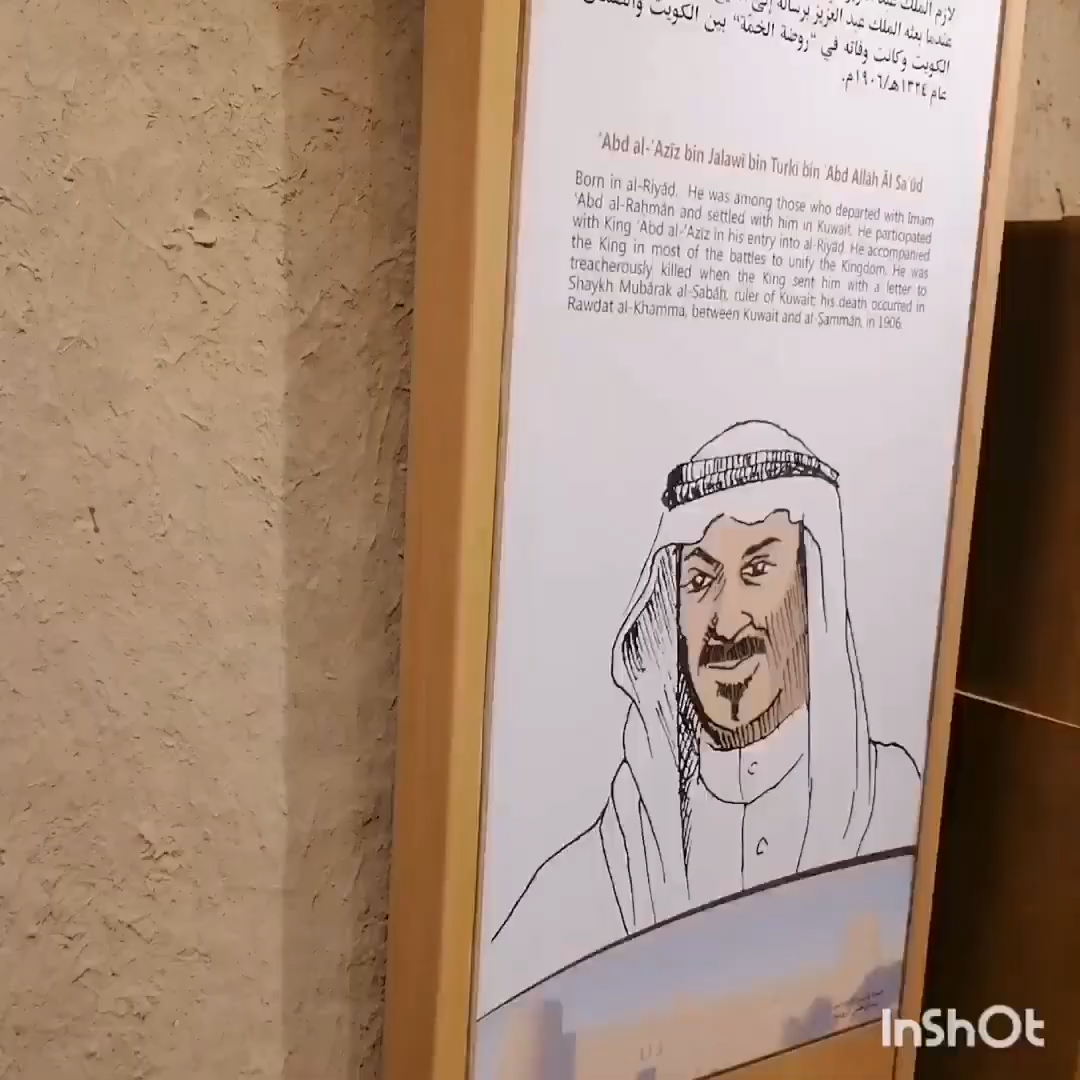 لازم الملك
عندما بعثه الملك عبد العزيز برسالة إلى
الكويت وكانت وفاته في "روضة الخمّة" بين الكويت
عام ١٣٢٤هـ/١٩٠٦م.
'Abd al-'Azīz bin Jalawī bin Turkī bin 'Abd Allāh Āl Sa'ūd
Born in al-Riyāḍ. He was among those who departed with Imam
'Abd al-Raḥmān and settled with him in Kuwait. He participated
with King 'Abd al-'Azīz in his entry into al-Riyāḍ. He accompanied
the King in most of the battles to unify the Kingdom. He was
treacherously killed when the King sent him with a letter to
Shaykh Mubārak al-Ṣabāḥ, ruler of Kuwait; his death occurred in
Rawdat al-Khamma, between Kuwait and al-Ṣammān, in 1906.
InShOt